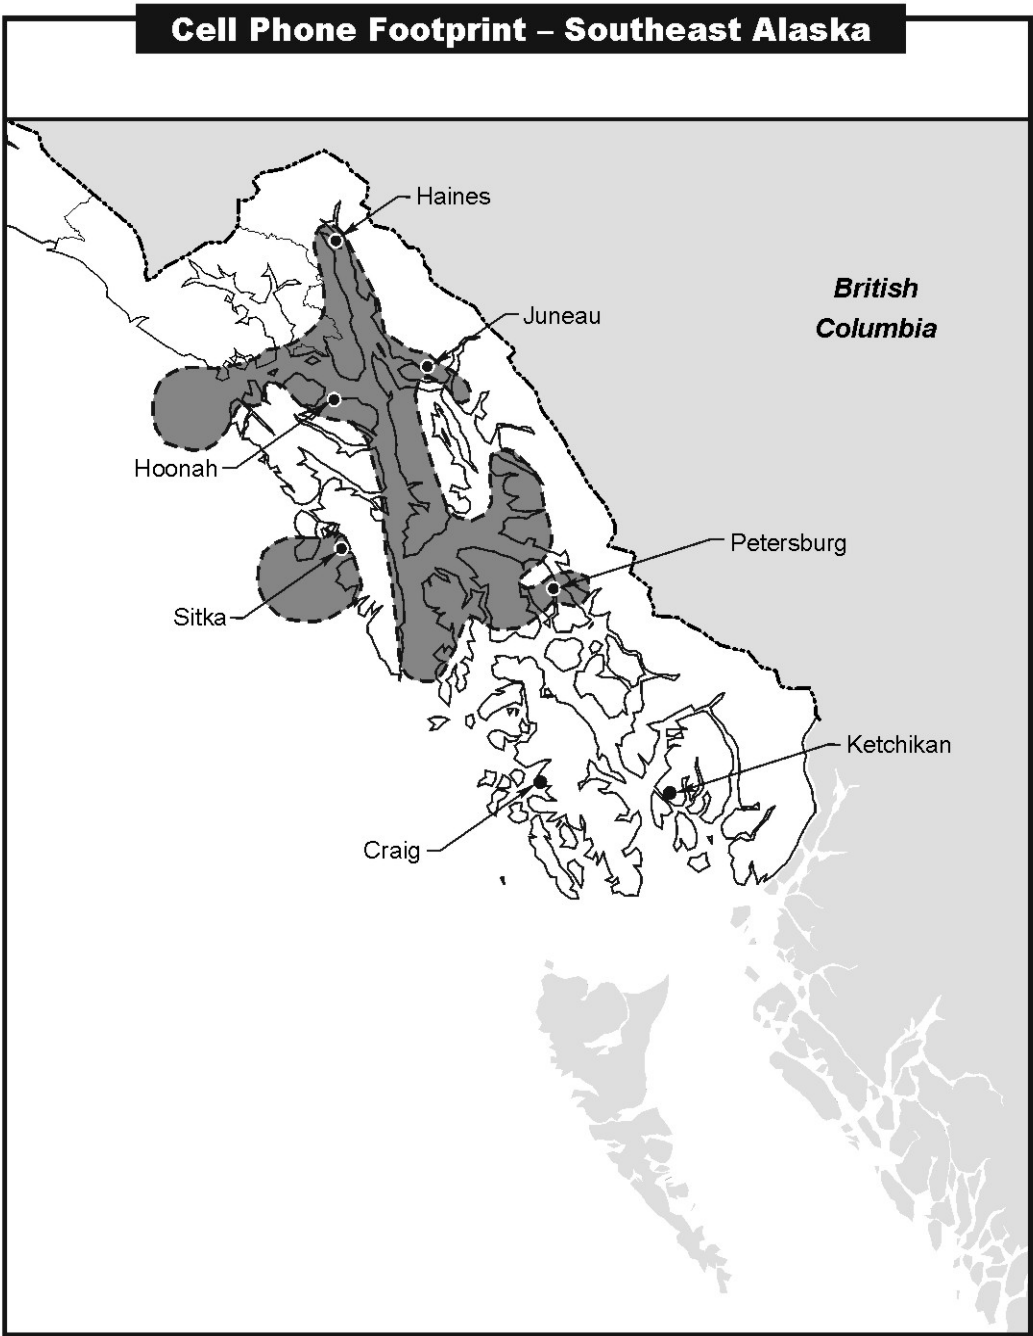 Cell Phone Footprint – Southeast Alaska
Haines
British
Columbia
Juneau
Hoonah
Petersburg
Sitka
Ketchikan
Craig